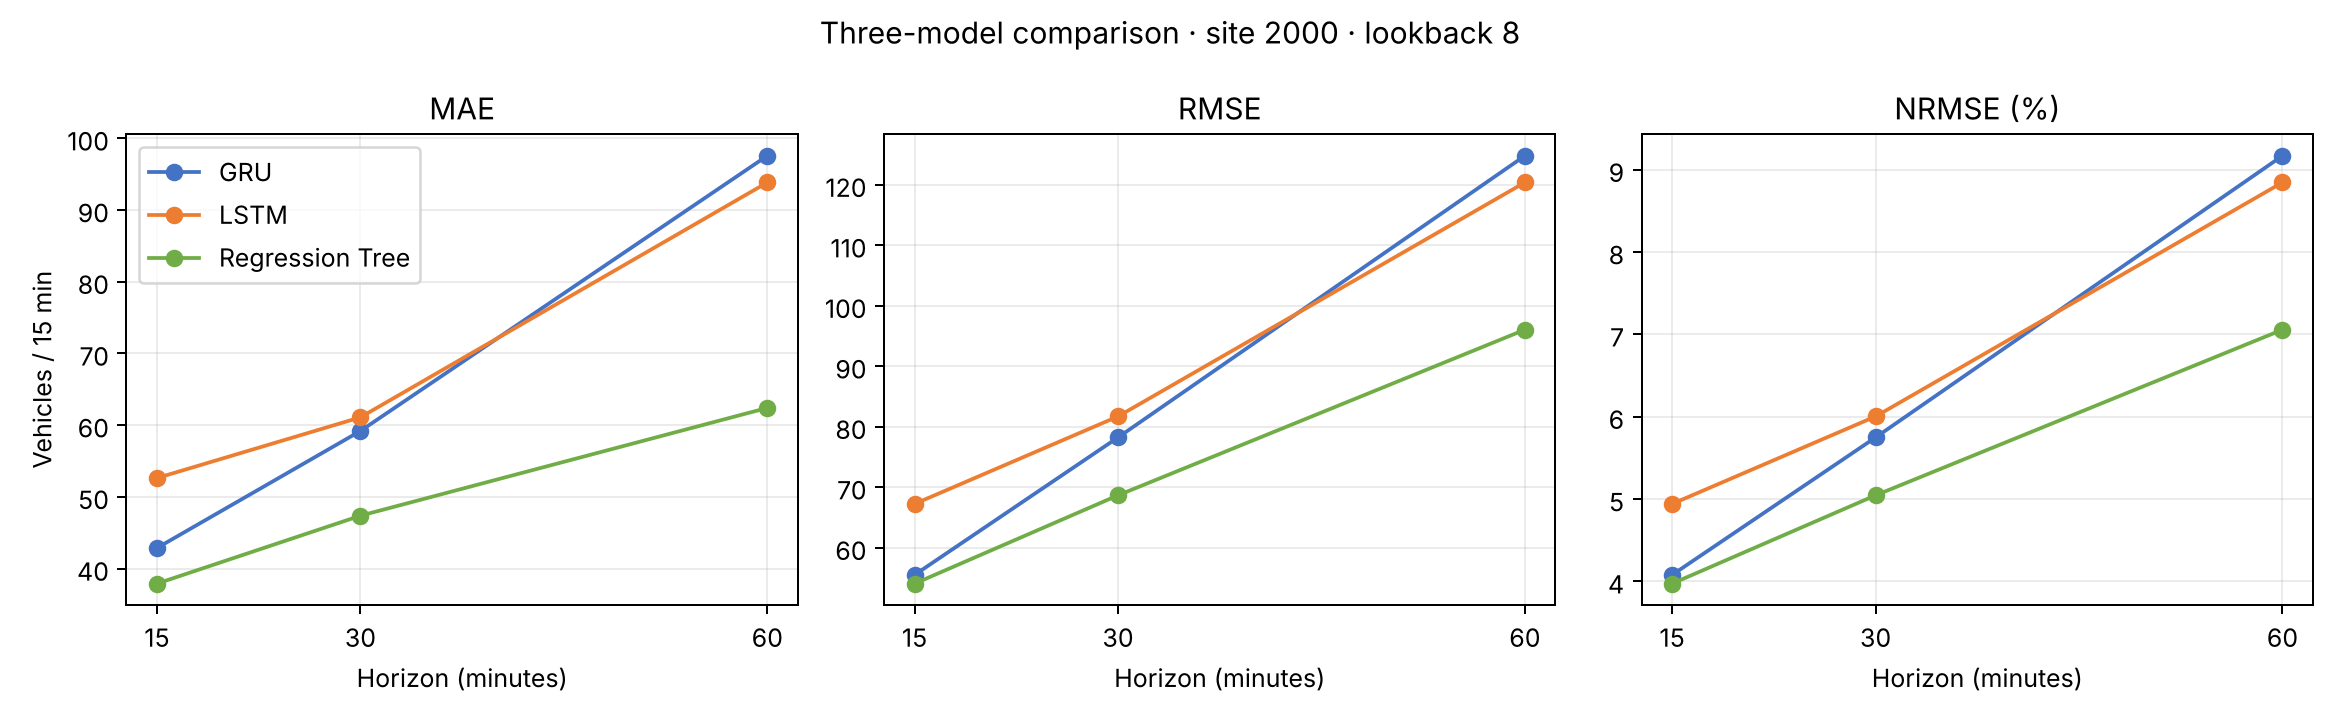 Three-model comparison · site 2000 · lookback 8
MAE
100
90
80
70
60
50
40
Vehicles / 15 min
GRU
LSTM
Regression Tree
15 30 60
Horizon (minutes)
RMSE
120
110
100
90
80
70
60
15 30 60
Horizon (minutes)
NRMSE (%)
9
8
7
6
5
4
15 30 60
Horizon (minutes)